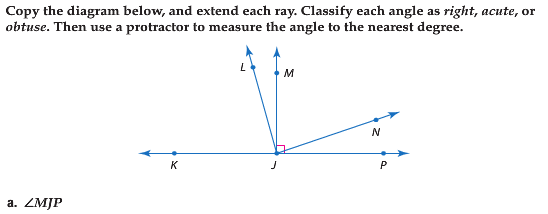 Copy the diagram below, and extend each ray. Classify each angle as right, acute, or
obtuse. Then use a protractor to measure the angle to the nearest degree.
L
M
N
K
J
P
a. ∠MJP